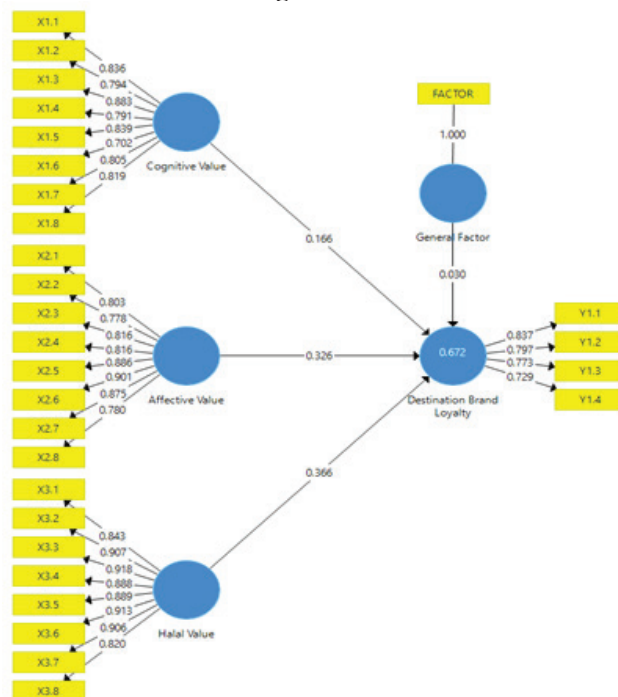 X1.1
X1.2
X1.3
X1.4
X1.5
X1.6
X1.7
X1.8
0.836
0.794
0.883
0.791
0.839
0.702
0.805
0.819
Cognitive Value
FACTOR
1.000
General Factor
0.166
0.030
X2.1
X2.2
X2.3
X2.4
X2.5
X2.6
X2.7
X2.8
0.803
0.778
0.816
0.816
0.886
0.901
0.875
0.780
Affective Value
0.326
0.672
Destination Brand
Loyalty
0.837
0.797
0.773
0.729
Y1.1
Y1.2
Y1.3
Y1.4
0.366
X3.1
X3.2
X3.3
X3.4
X3.5
X3.6
X3.7
X3.8
0.843
0.907
0.918
0.888
0.889
0.913
0.906
0.820
Halal Value